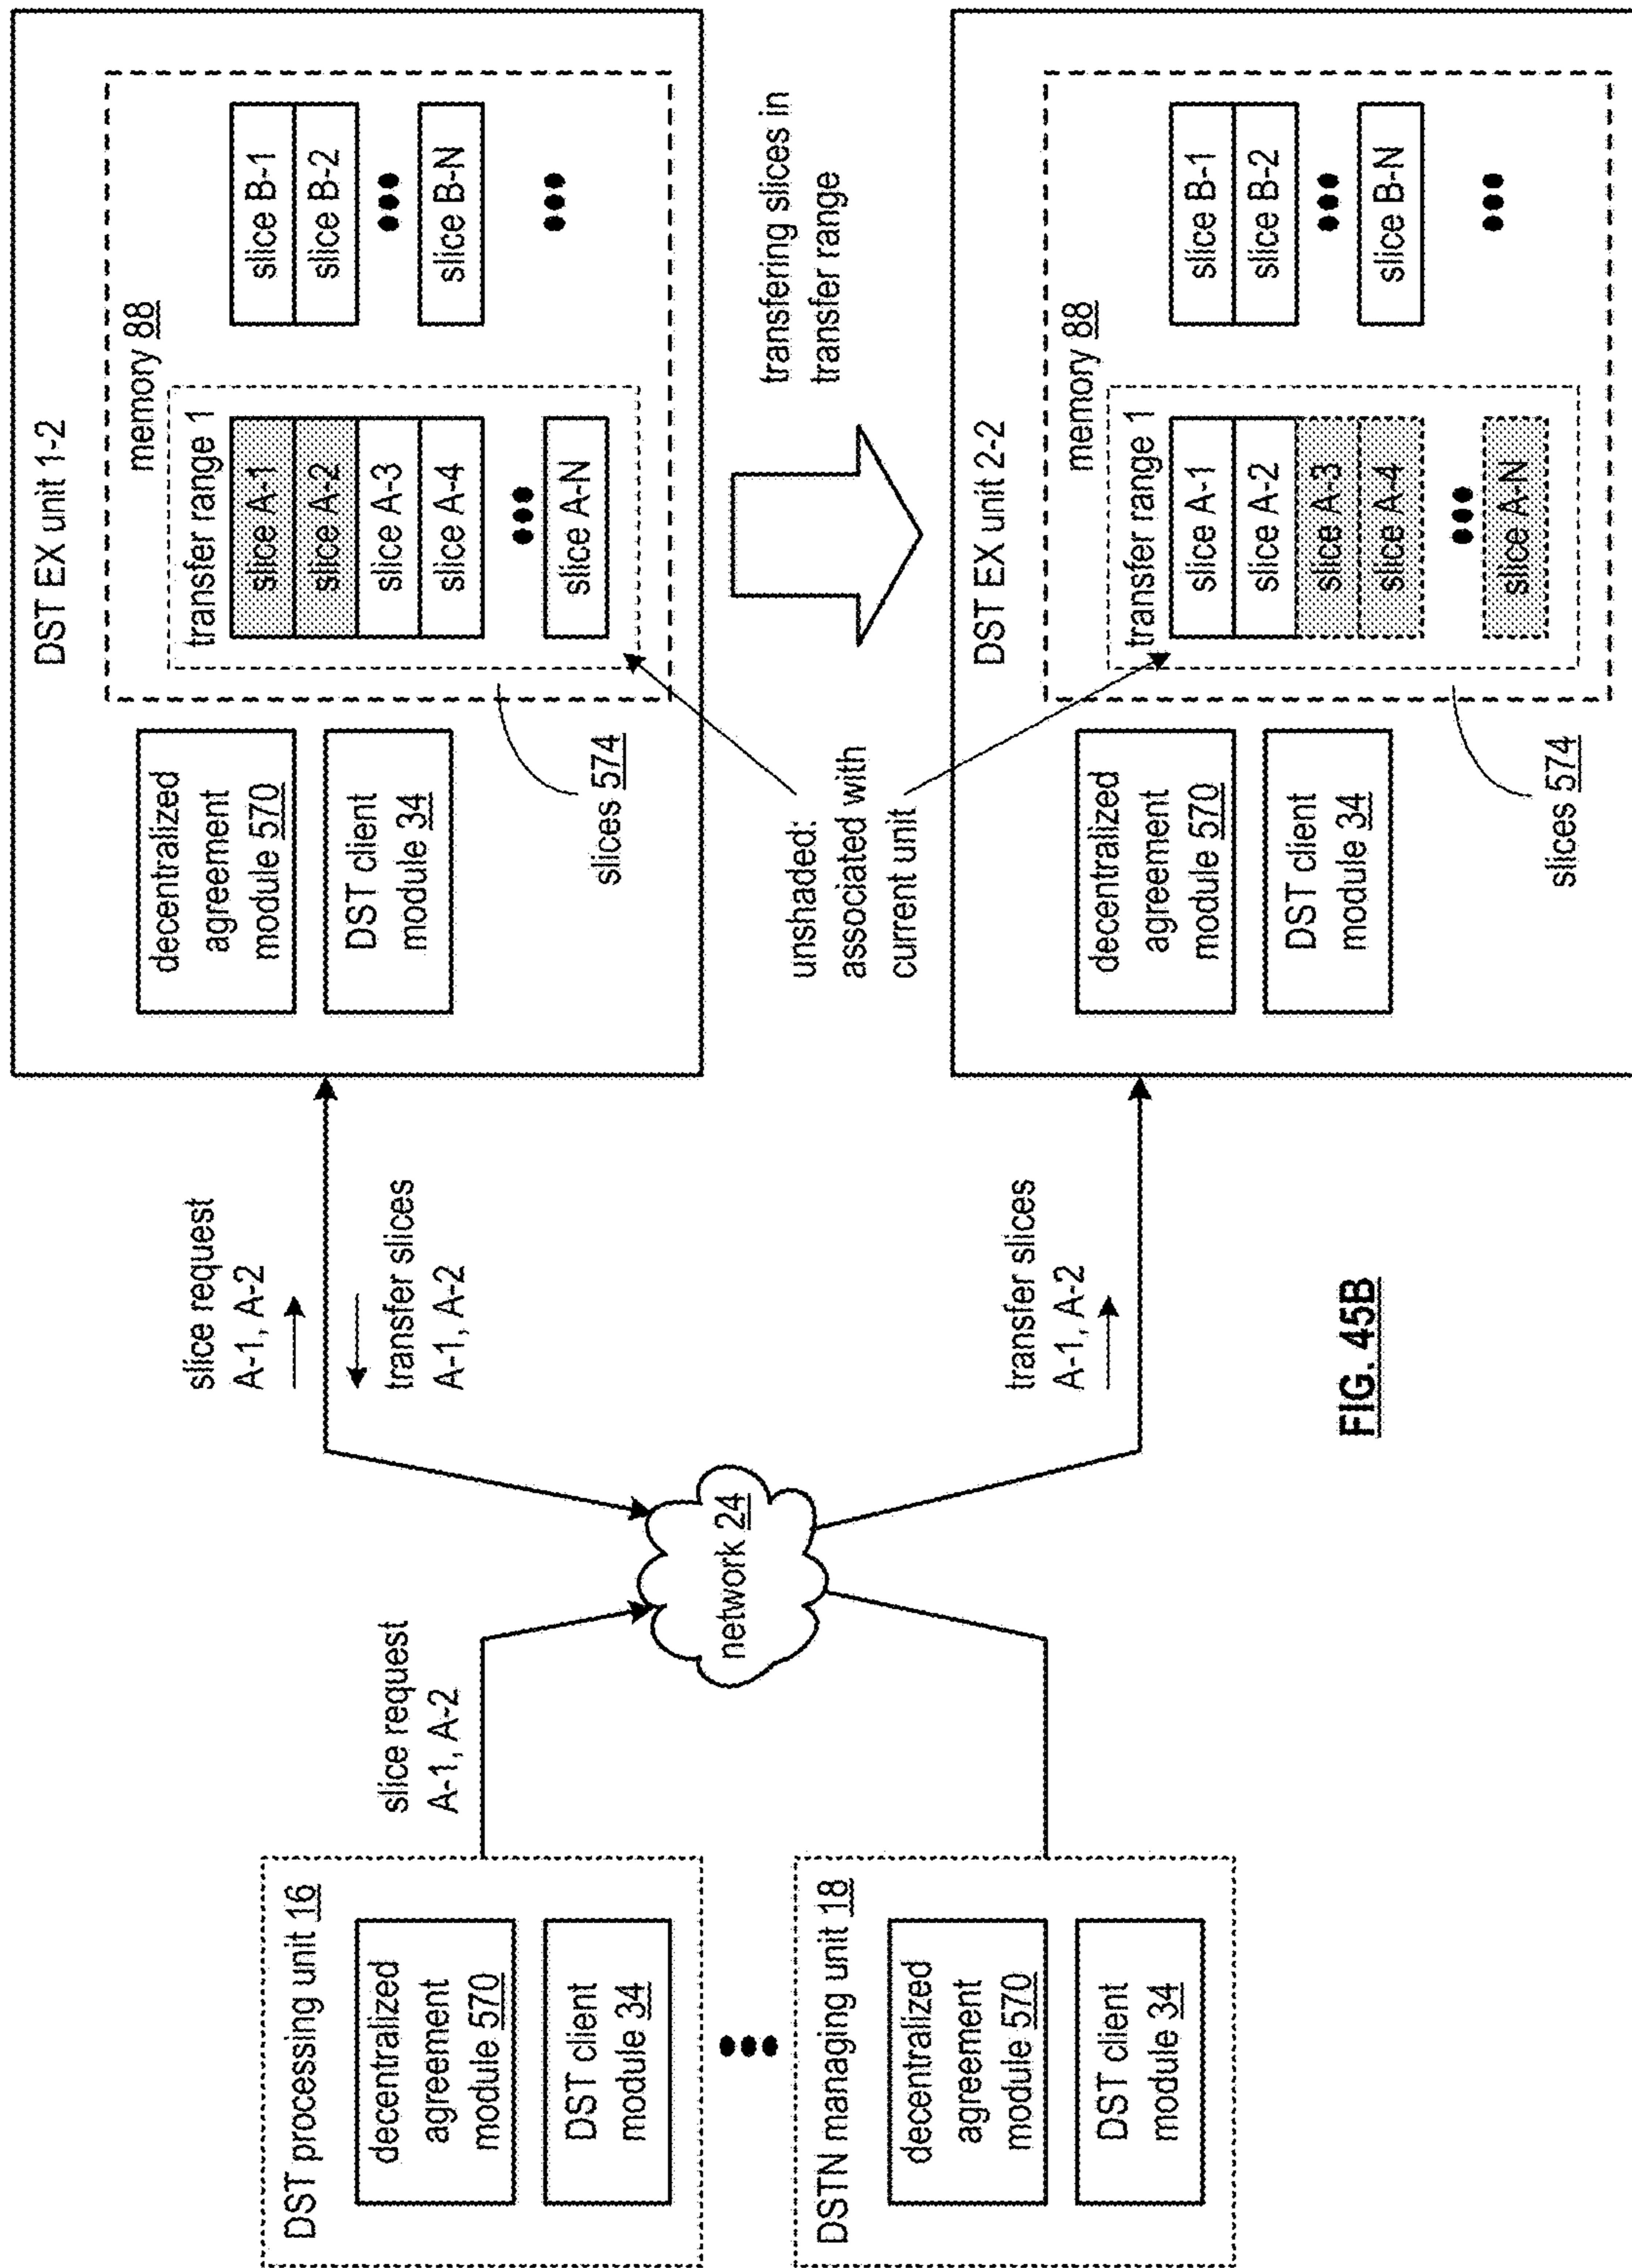 DST processing unit 16
decentralized
agreement
module 570
DST client
module 34
DSTN managing unit 18
decentralized
agreement
module 570
DST client
module 34
slice request
A-1, A-2
network 24
slice request
A-1, A-2
transfer slices
A-1, A-2
transfer slices
A-1, A-2
DST EX unit 1-2
decentralized
agreement
module 570
DST client
module 34
slices 574
memory 88
transfer range 1
slice A-1
slice A-2
slice A-3
slice A-4
slice A-N
slice B-1
slice B-2
slice B-N
unshaded:
associated with
current unit
transfering slices in
transfer range
DST EX unit 2-2
decentralized
agreement
module 570
DST client
module 34
slices 574
memory 88
transfer range 1
slice A-1
slice A-2
slice A-3
slice A-4
slice A-N
slice B-1
slice B-2
slice B-N
FIG. 45B